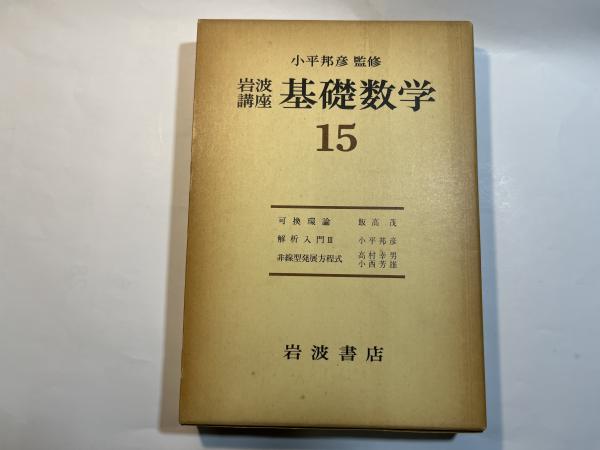 小平邦彦 監修
岩波講座 基礎数学
15
可換環論 飯高茂
解析入門Ⅱ 小平邦彦
非線型発展方程式 高村幸男
小西芳雄
岩波書店